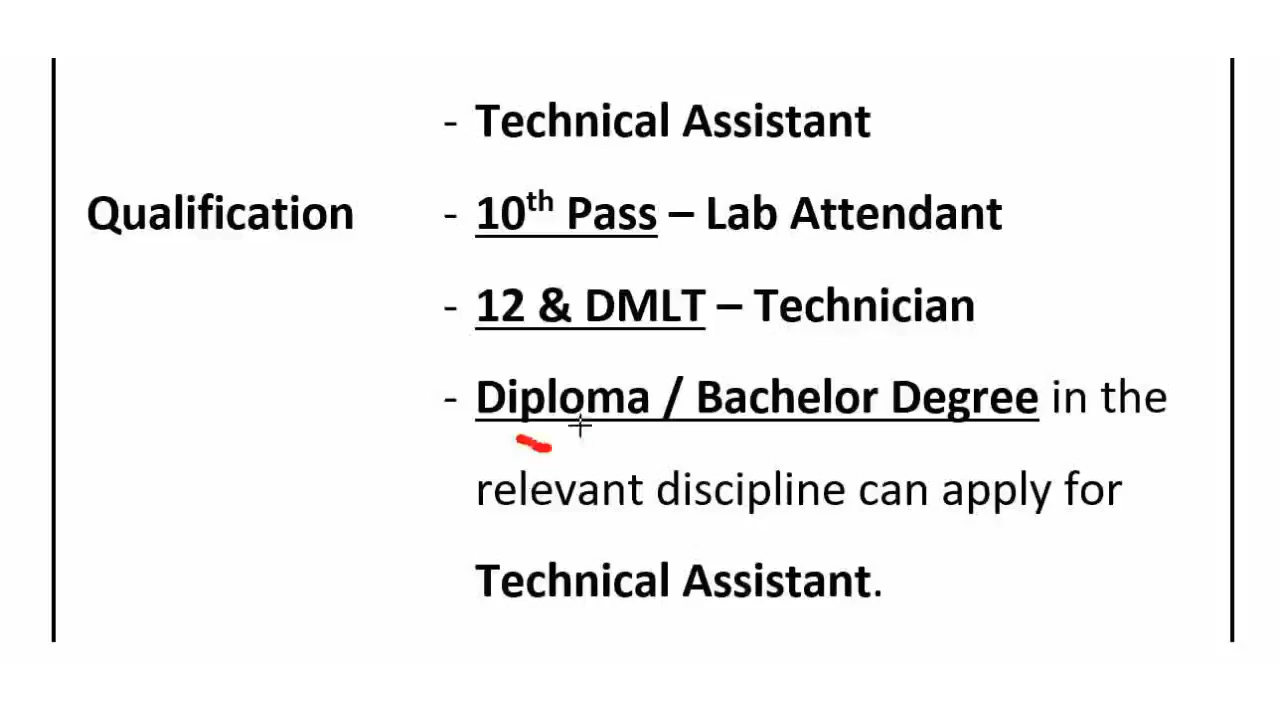 - Technical Assistant
Qualification - 10th Pass – Lab Attendant
- 12 & DMLT – Technician
- Diploma / Bachelor Degree in the
relevant discipline can apply for
Technical Assistant.